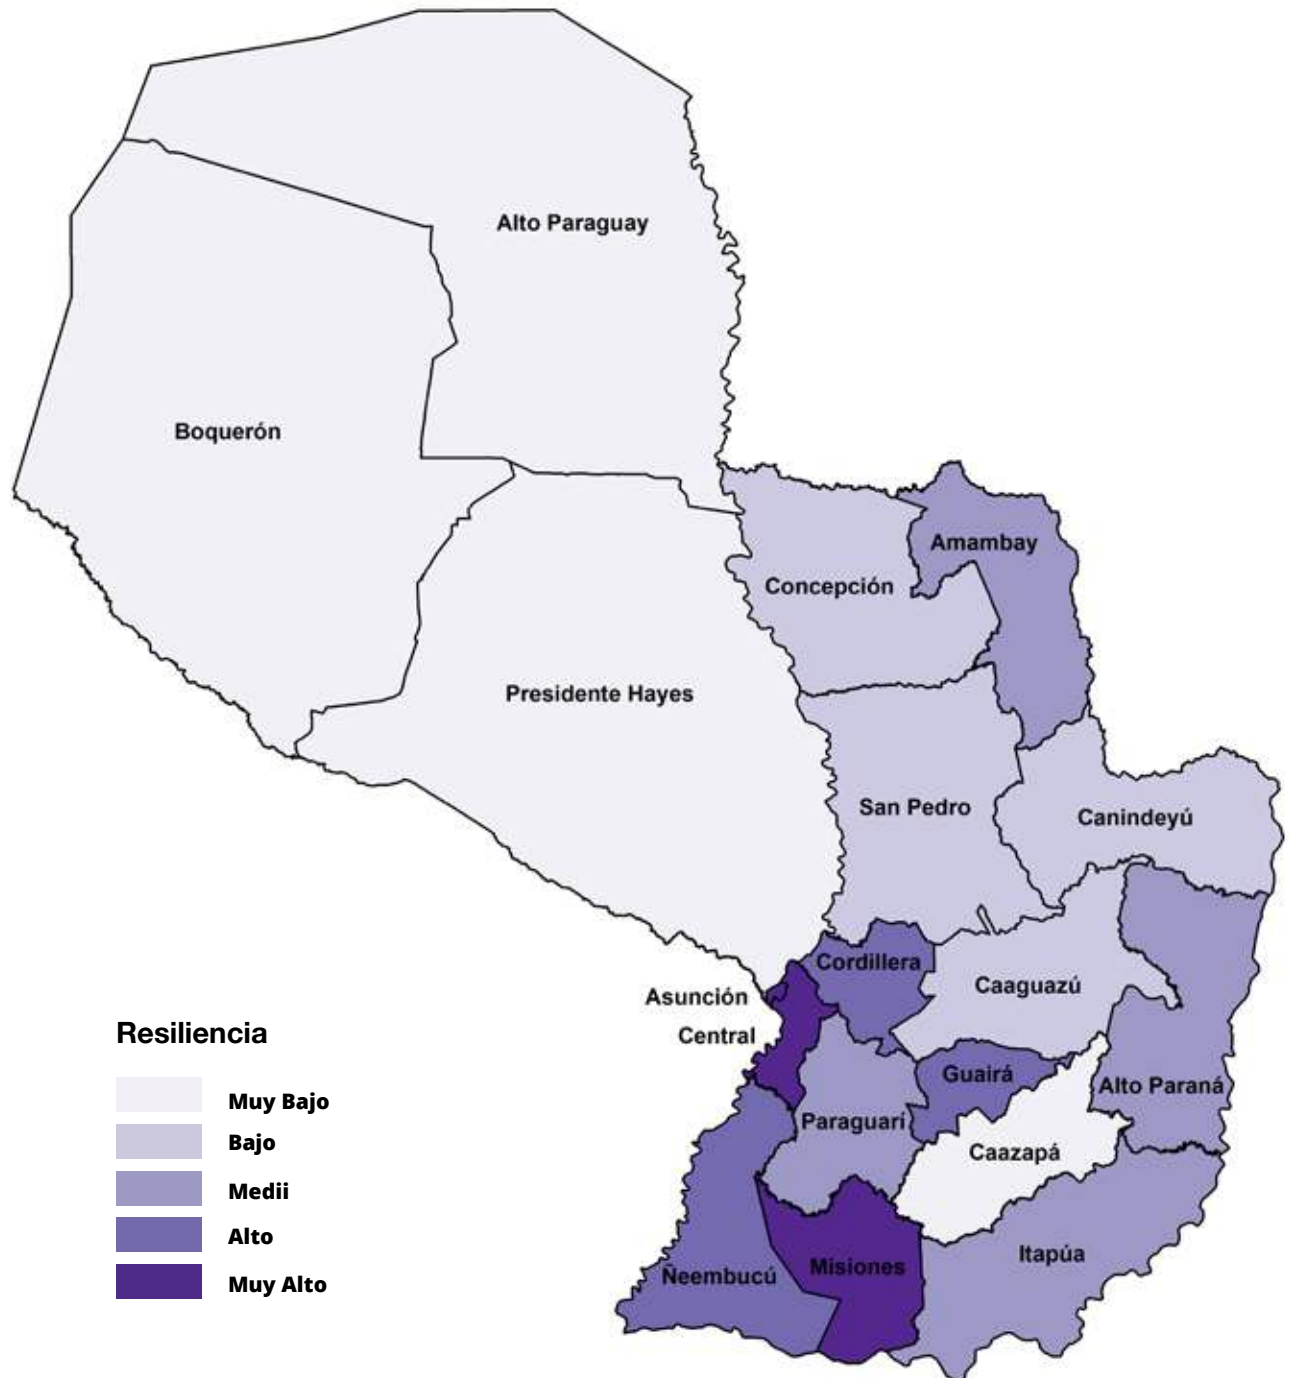 Alto Paraguay
Boquerón
Amambay
Concepción
Presidente Hayes
San Pedro
Canindeyú
Cordillera
Caaguazú
Asunción
Central
Guairá
Alto Paraná
Paraguarí
Caazapá
Itapúa
Misiones
Ñeembucú
Resiliencia
Muy Bajo
Bajo
Medii
Alto
Muy Alto